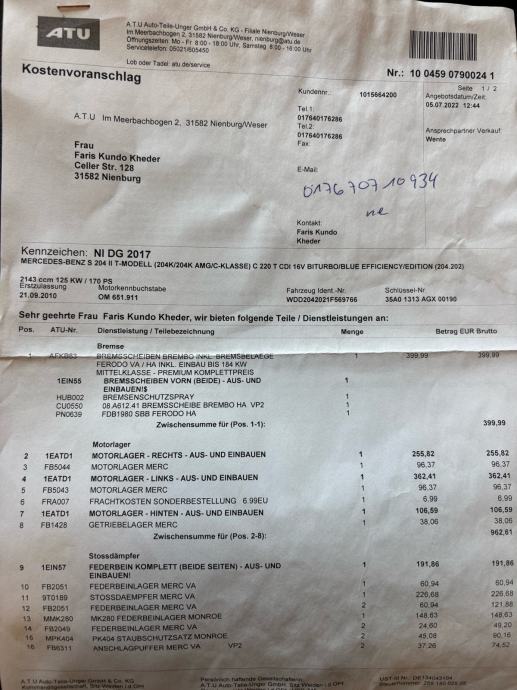 ATU
A.T.U Auto-Teile-Unger GmbH & Co. KG - Filiale Nienburg
Im Meerbachbogen 2, 31582 Nienburg/Weser, nienburg@atu.de
Öffnungszeiten: Mo - Fr 8:00 - 18:00 Uhr, Samstag 8:00 - 16:00 Uhr
Servicetelefon: 05021/605450
Lob oder Tadel: atu.de/service
Kostenvoranschlag
Nr.: 10 0459 0790024 1
Seite 1 / 2
Kundennr.: 1015664200
Angebotsdatum/Zeit:
05.07.2022 12:44
A.T.U Im Meerbachbogen 2, 31582 Nienburg/Weser
Tel.1:
017640176286
Tel.2:
017640176286
Fax:
Ansprechpartner Verkauf:
Wente
Frau
Faris Kundo Kheder
Celler Str. 128
31582 Nienburg
E-Mail:
0176 707 10934
ne
Kontakt:
Faris Kundo
Kheder
Kennzeichen: NI DG 2017
MERCEDES-BENZ S 204 II T-MODELL (204K/204K AMG/C-KLASSE) C 220 T CDI 16V BITURBO/BLUE EFFICIENCY/EDITION (204.202)
2143 ccm 125 KW / 170 PS
Erstzulassung Motorkennbuchstabe Fahrzeug Ident.-Nr. Schlüssel-Nr.
21.09.2010 OM 651.911 WDD2042021F569766 35A0 1313 AGX 00190
Sehr geehrte Frau Faris Kundo Kheder, wir bieten folgende Teile / Dienstleistungen an:
Pos. ATU-Nr. Dienstleistung / Teilebezeichnung Menge Betrag EUR Brutto
Bremse
1 AFKB83 BREMSSCHEIBEN BREMBO INKL. BREMSBELAEGE 399,99 399,99
FERODO VA / HA INKL. EINBAU BIS 184 KW
MITTELKLASSE - PREMIUM KOMPLETTPREIS
1EIN55 BREMSSCHEIBEN VORN (BEIDE) - AUS- UND 1
EINBAUEN!$
HUB002 BREMSENSCHUTZSPRAY 1
CU0550 08.A612.41 BREMSSCHEIBE BREMBO HA VP2 1
PN0639 FDB1980 SBB FERODO HA 1
Zwischensumme für (Pos. 1-1): 399,99
Motorlager
2 1EATD1 MOTORLAGER - RECHTS - AUS- UND EINBAUEN 1 255,82 255,82
3 FB5044 MOTORLAGER MERC 1 96,37 96,37
4 1EATD1 MOTORLAGER - LINKS - AUS- UND EINBAUEN 1 362,41 362,41
5 FB5043 MOTORLAGER MERC 1 96,37 96,37
6 FRA007 FRACHTKOSTEN SONDERBESTELLUNG 6.99EU 1 6,99 6,99
7 1EATD1 MOTORLAGER - HINTEN - AUS- UND EINBAUEN 1 106,59 106,59
8 FB1428 GETRIEBELAGER MERC 1 38,06 38,06
Zwischensumme für (Pos. 2-8): 962,61
Stossdämpfer
9 1EIN57 FEDERBEIN KOMPLETT (BEIDE SEITEN) - AUS- UND 1 191,86 191,86
EINBAUEN!
10 FB2051 FEDERBEINLAGER MERC VA 1 60,94 60,94
11 9T0189 STOSSDAEMPFER MERC VA 1 226,68 226,68
12 FB2051 FEDERBEINLAGER MERC VA 2 60,94 121,88
13 MMK280 MK280 FEDERBEINLAGER MONROE 1 148,63 148,63
14 FB2049 FEDERBEINLAGER MERC VA 2 24,60 49,20
MPK404 PK404 STAUBSCHUTZSATZ MONROE 2 45,08 90,16
FB6311 ANSCHLAGPUFFER MERC VA VP2 2 37,26 74,52
A.T.U Auto-Teile-Unger GmbH & Co. KG
Persönlich haftende Gesellschafterin: